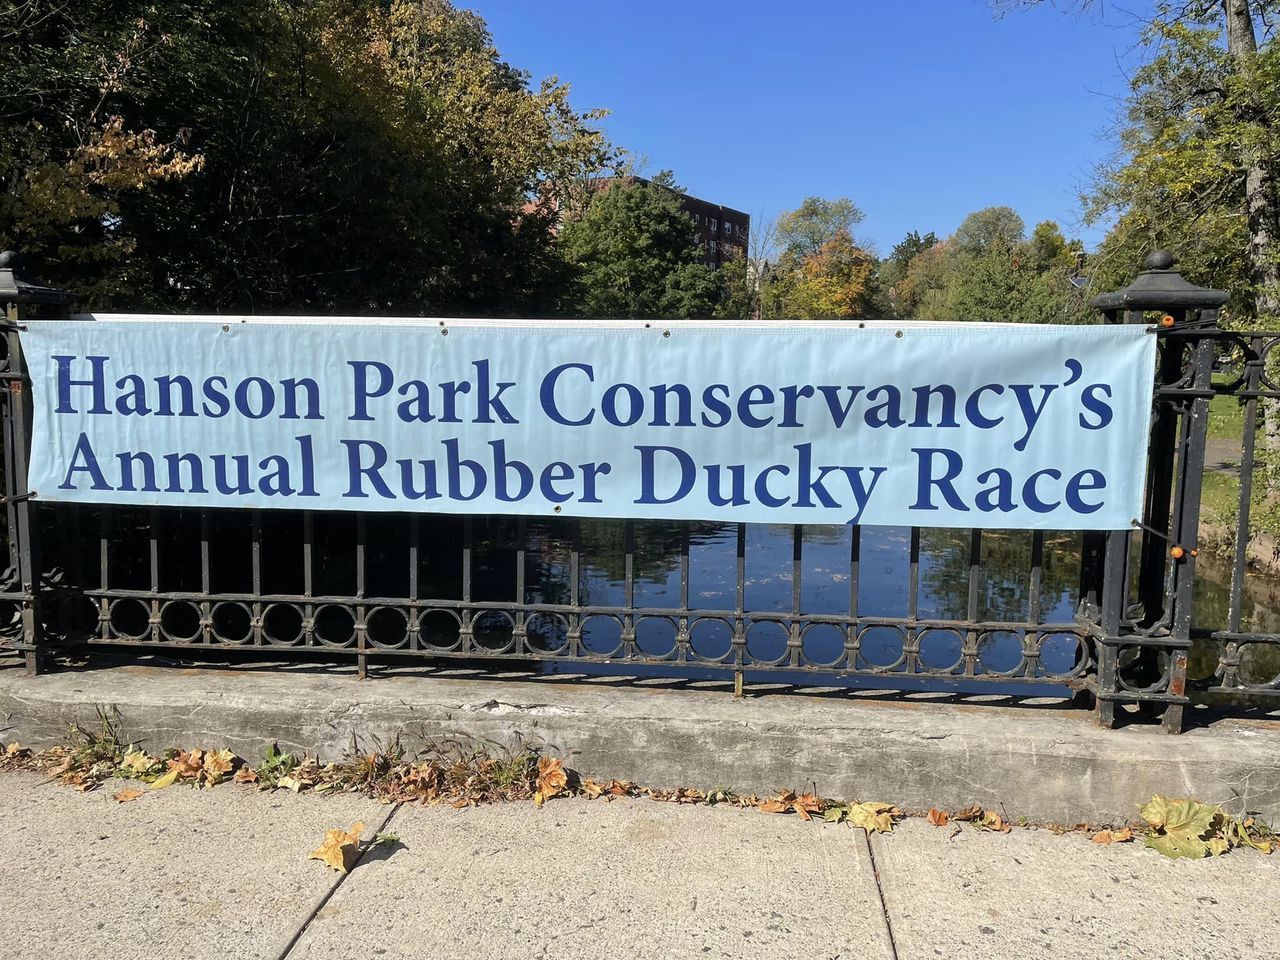 Hanson Park Conservancy's
Annual Rubber Ducky Race